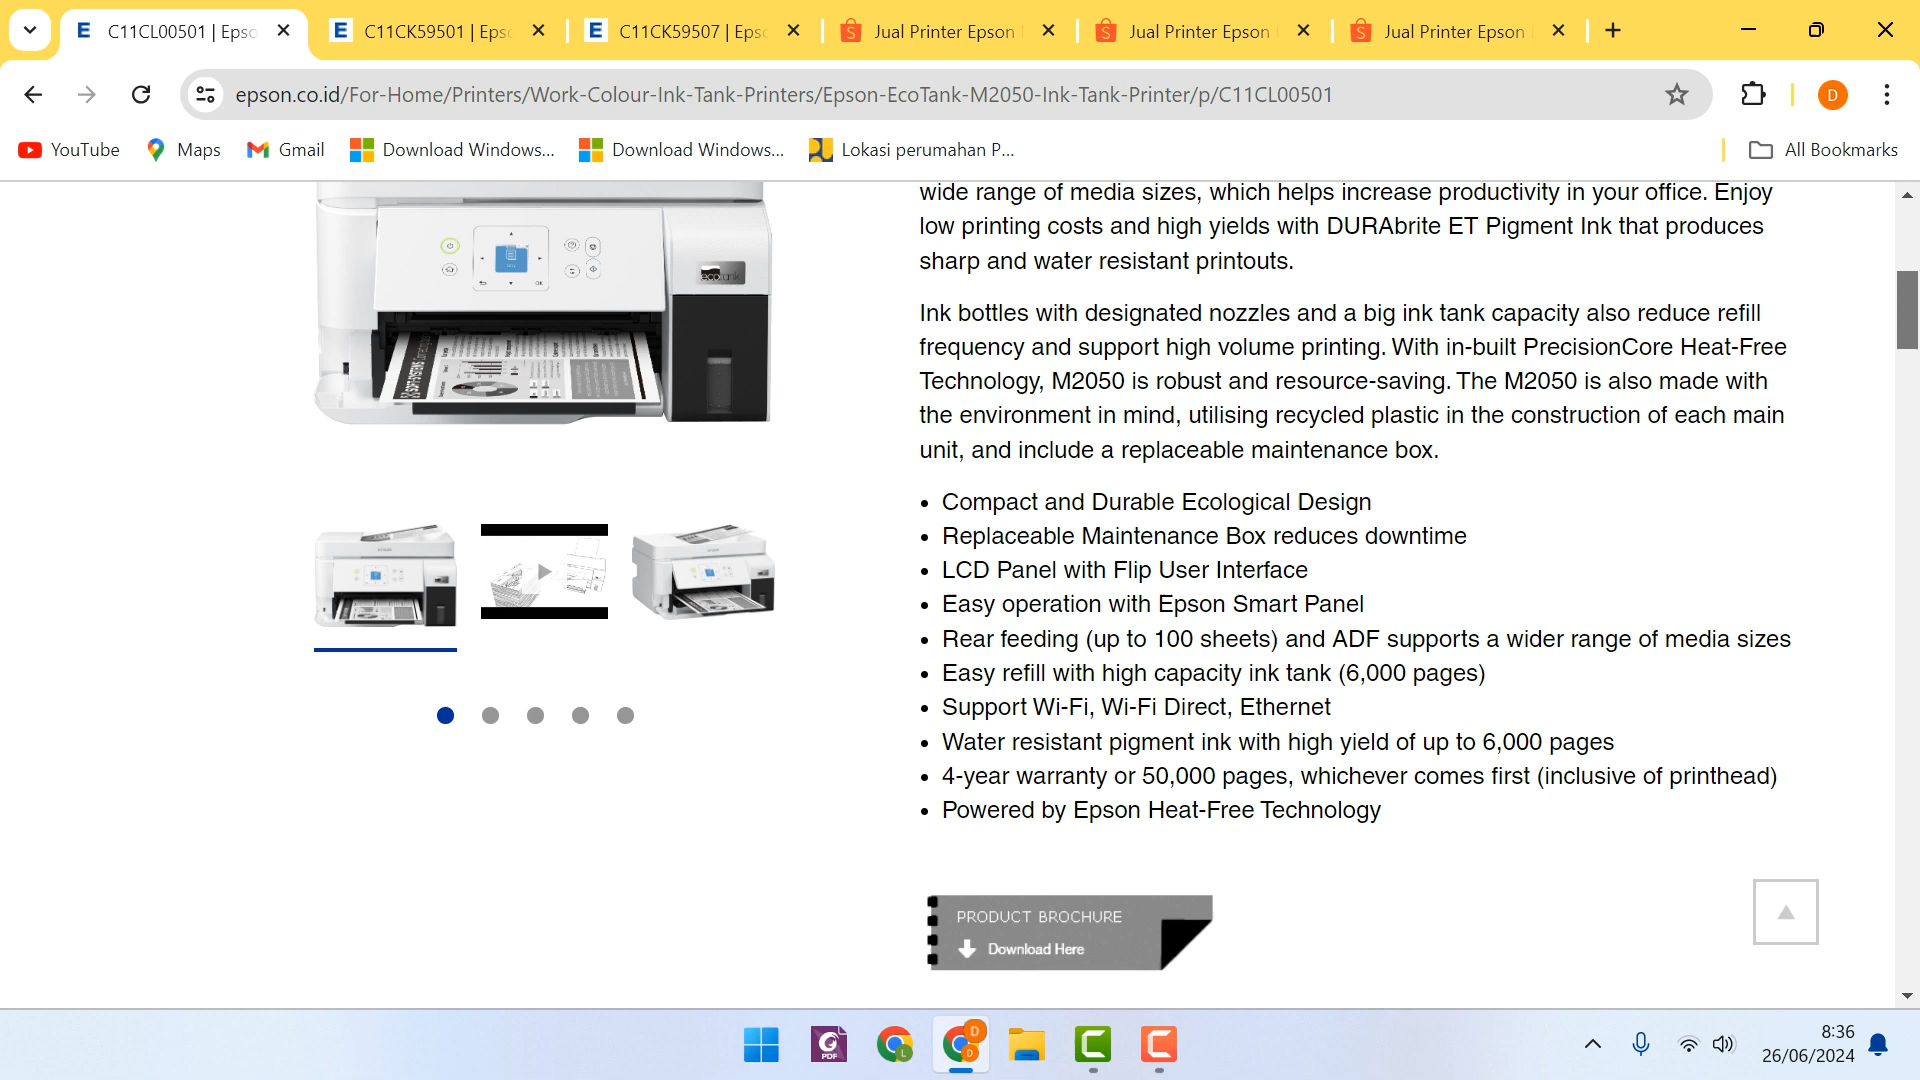 C11CL00501 | Epso
C11CK59501 | Eps
C11CK59507 | Eps
Jual Printer Epson
Jual Printer Epson
Jual Printer Epson
epson.co.id/For-Home/Printers/Work-Colour-Ink-Tank-Printers/Epson-EcoTank-M2050-Ink-Tank-Printer/p/C11CL00501
D
YouTube
Maps
Gmail
Download Windows...
Download Windows...
Lokasi perumahan P...
All Bookmarks
wide range of media sizes, which helps increase productivity in your office. Enjoy
low printing costs and high yields with DURAbrite ET Pigment Ink that produces
sharp and water resistant printouts.
Ink bottles with designated nozzles and a big ink tank capacity also reduce refill
frequency and support high volume printing. With in-built PrecisionCore Heat-Free
Technology, M2050 is robust and resource-saving. The M2050 is also made with
the environment in mind, utilising recycled plastic in the construction of each main
unit, and include a replaceable maintenance box.
• Compact and Durable Ecological Design
• Replaceable Maintenance Box reduces downtime
• LCD Panel with Flip User Interface
• Easy operation with Epson Smart Panel
• Rear feeding (up to 100 sheets) and ADF supports a wider range of media sizes
• Easy refill with high capacity ink tank (6,000 pages)
• Support Wi-Fi, Wi-Fi Direct, Ethernet
• Water resistant pigment ink with high yield of up to 6,000 pages
• 4-year warranty or 50,000 pages, whichever comes first (inclusive of printhead)
• Powered by Epson Heat-Free Technology
PRODUCT BROCHURE
Download Here
ecotank
OK
PDF
L
D
D
8:36
26/06/2024